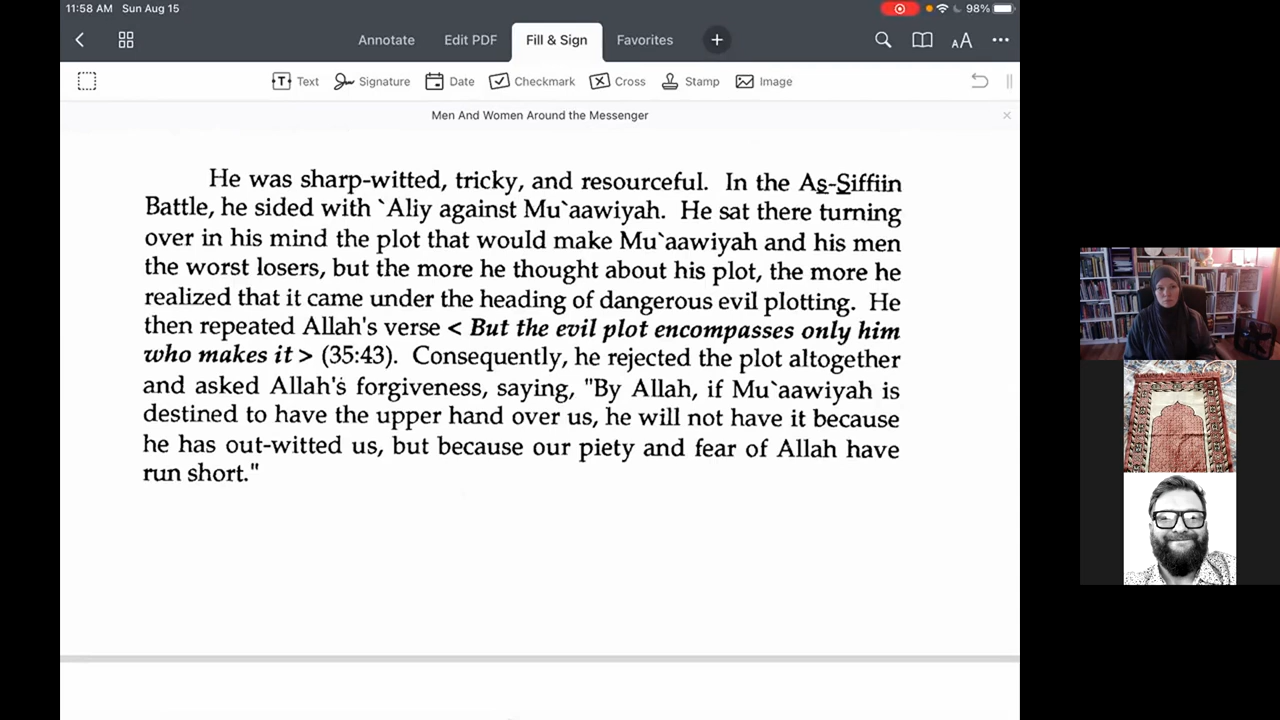 11:58 AM Sun Aug 15
98%
Annotate
Edit PDF
Fill & Sign
Favorites
AA
Text
Signature
Date
Checkmark
Cross
Stamp
Image
Men And Women Around the Messenger
He was sharp-witted, tricky, and resourceful. In the As-Siffiin
Battle, he sided with `Aliy against Mu`aawiyah. He sat there turning
over in his mind the plot that would make Mu`aawiyah and his men
the worst losers, but the more he thought about his plot, the more he
realized that it came under the heading of dangerous evil plotting. He
then repeated Allah's verse < But the evil plot encompasses only him
who makes it > (35:43). Consequently, he rejected the plot altogether
and asked Allah's forgiveness, saying, "By Allah, if Mu`aawiyah is
destined to have the upper hand over us, he will not have it because
he has out-witted us, but because our piety and fear of Allah have
run short."